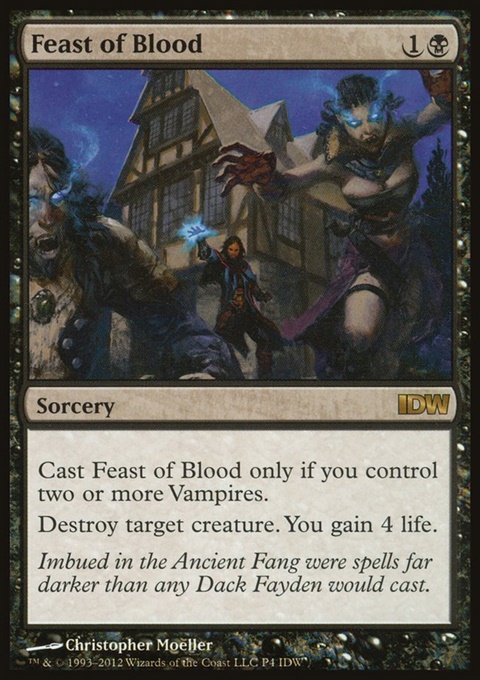 Feast of Blood 1
Sorcery IDW
Cast Feast of Blood only if you control
two or more Vampires.
Destroy target creature. You gain 4 life.
Imbued in the Ancient Fang were spells far
darker than any Dack Fayden would cast.
Christopher Moeller
™ & © 1993–2012 Wizards of the Coast LLC P4 IDW